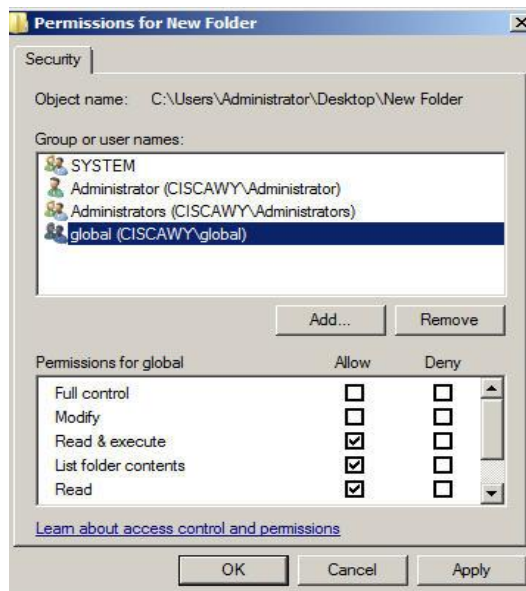 Permissions for New Folder
Security
Object name: C:\Users\Administrator\Desktop\New Folder
Group or user names:
SYSTEM
Administrator (CISCAWY\Administrator)
Administrators (CISCAWY\Administrators)
global (CISCAWY\global)
Add... Remove
Permissions for global Allow Deny
Full control
Modify
Read & execute
List folder contents
Read
Learn about access control and permissions
OK Cancel Apply